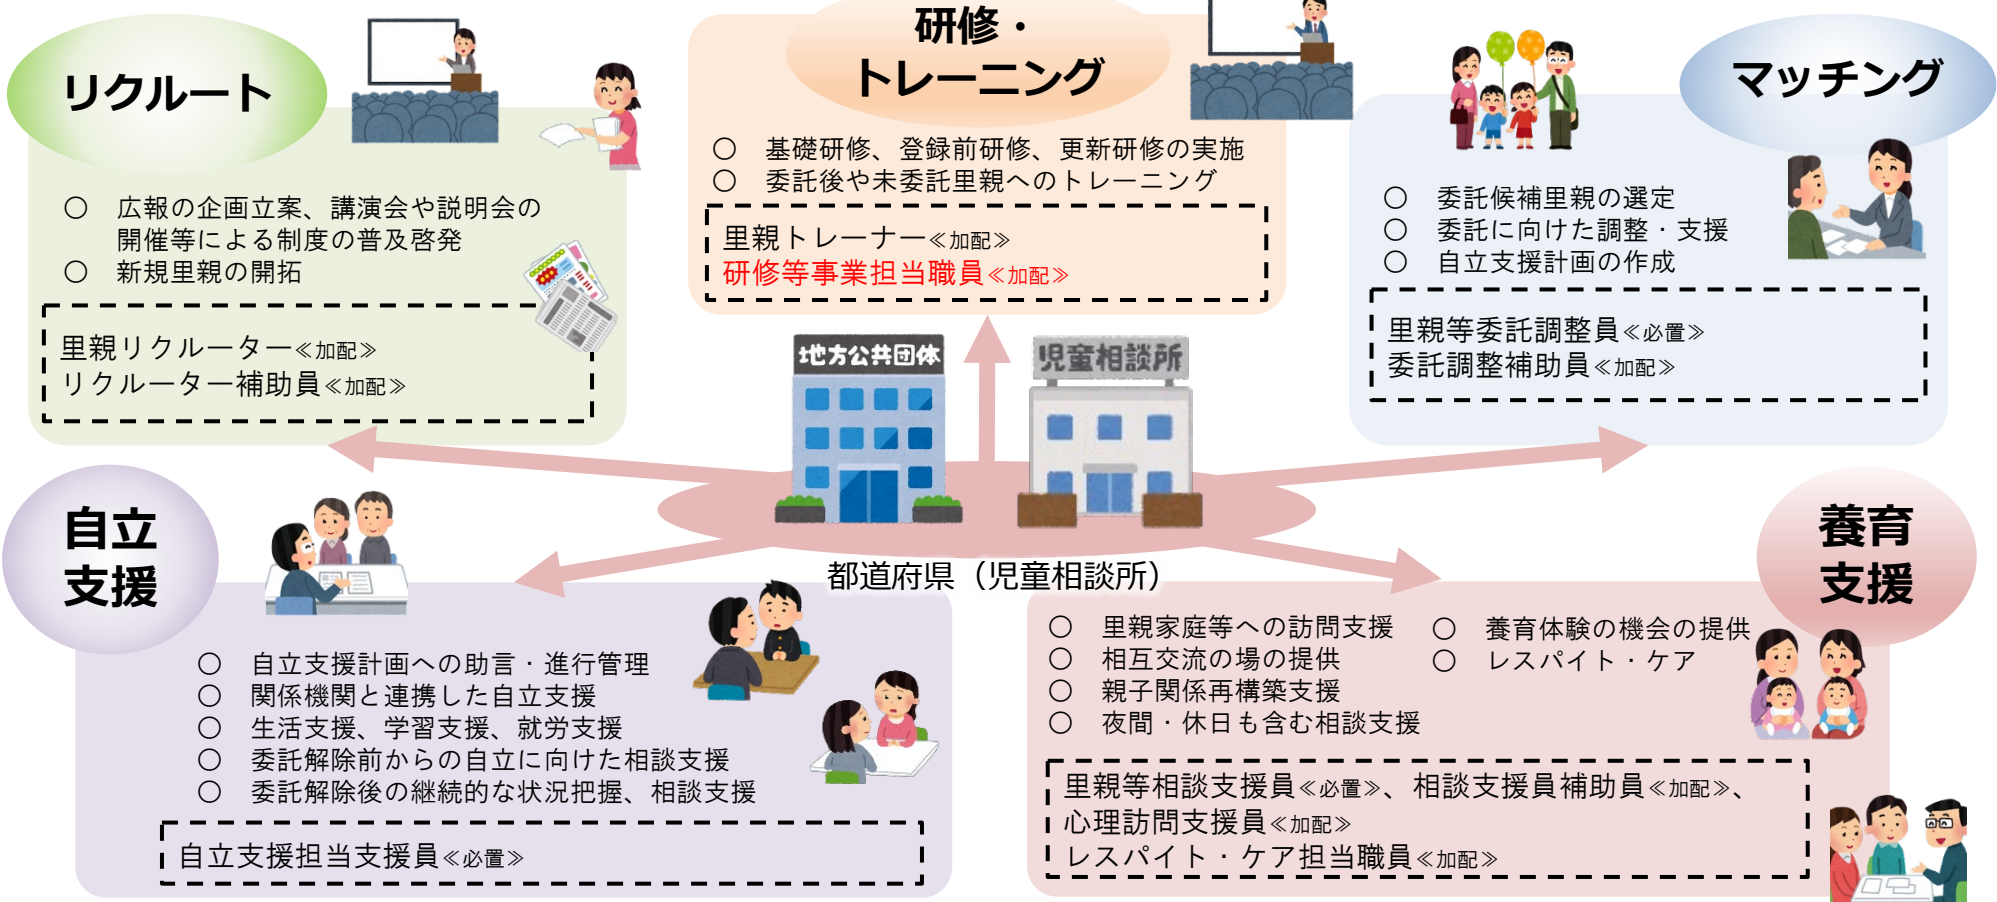 リクルート
○ 広報の企画立案、講演会や説明会の
開催等による制度の普及啓発
○ 新規里親の開拓
里親リクルーター≪加配≫
リクルーター補助員≪加配≫
研修・
トレーニング
○ 基礎研修、登録前研修、更新研修の実施
○ 委託後や未委託里親へのトレーニング
里親トレーナー≪加配≫
研修等事業担当職員≪加配≫
マッチング
○ 委託候補里親の選定
○ 委託に向けた調整・支援
○ 自立支援計画の作成
里親等委託調整員≪必置≫
委託調整補助員≪加配≫
地方公共団体
児童相談所
都道府県（児童相談所）
自立
支援
○ 自立支援計画への助言・進行管理
○ 関係機関と連携した自立支援
○ 生活支援、学習支援、就労支援
○ 委託解除前からの自立に向けた相談支援
○ 委託解除後の継続的な状況把握、相談支援
自立支援担当支援員≪必置≫
養育
支援
○ 里親家庭等への訪問支援
○ 相互交流の場の提供
○ 親子関係再構築支援
○ 夜間・休日も含む相談支援
○ 養育体験の機会の提供
○ レスパイト・ケア
里親等相談支援員≪必置≫、相談支援員補助員≪加配≫、
心理訪問支援員≪加配≫
レスパイト・ケア担当職員≪加配≫